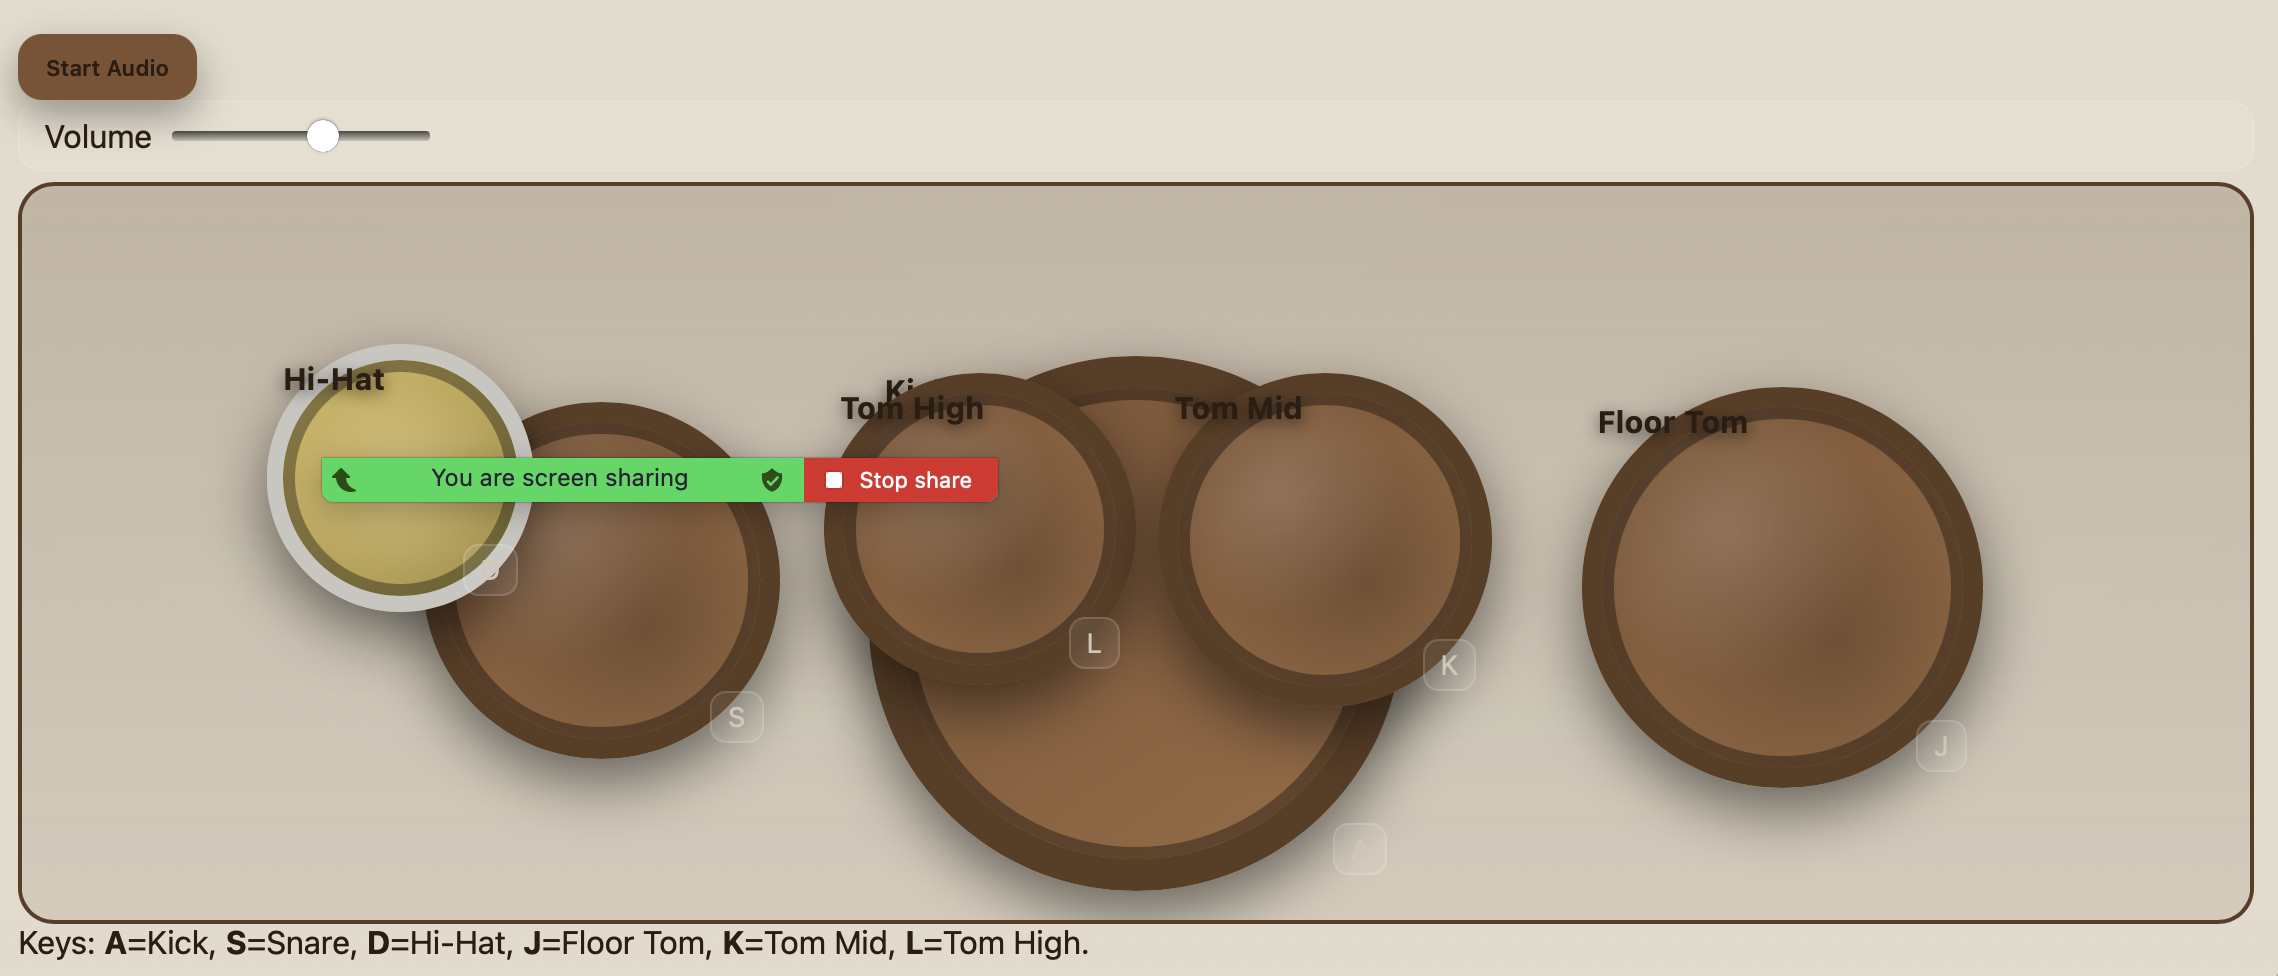 Start Audio
Volume
Hi-Hat
Tom High
Tom Mid
Floor Tom
You are screen sharing
Stop share
D
L
K
S
J
A
Keys: A=Kick, S=Snare, D=Hi-Hat, J=Floor Tom, K=Tom Mid, L=Tom High.